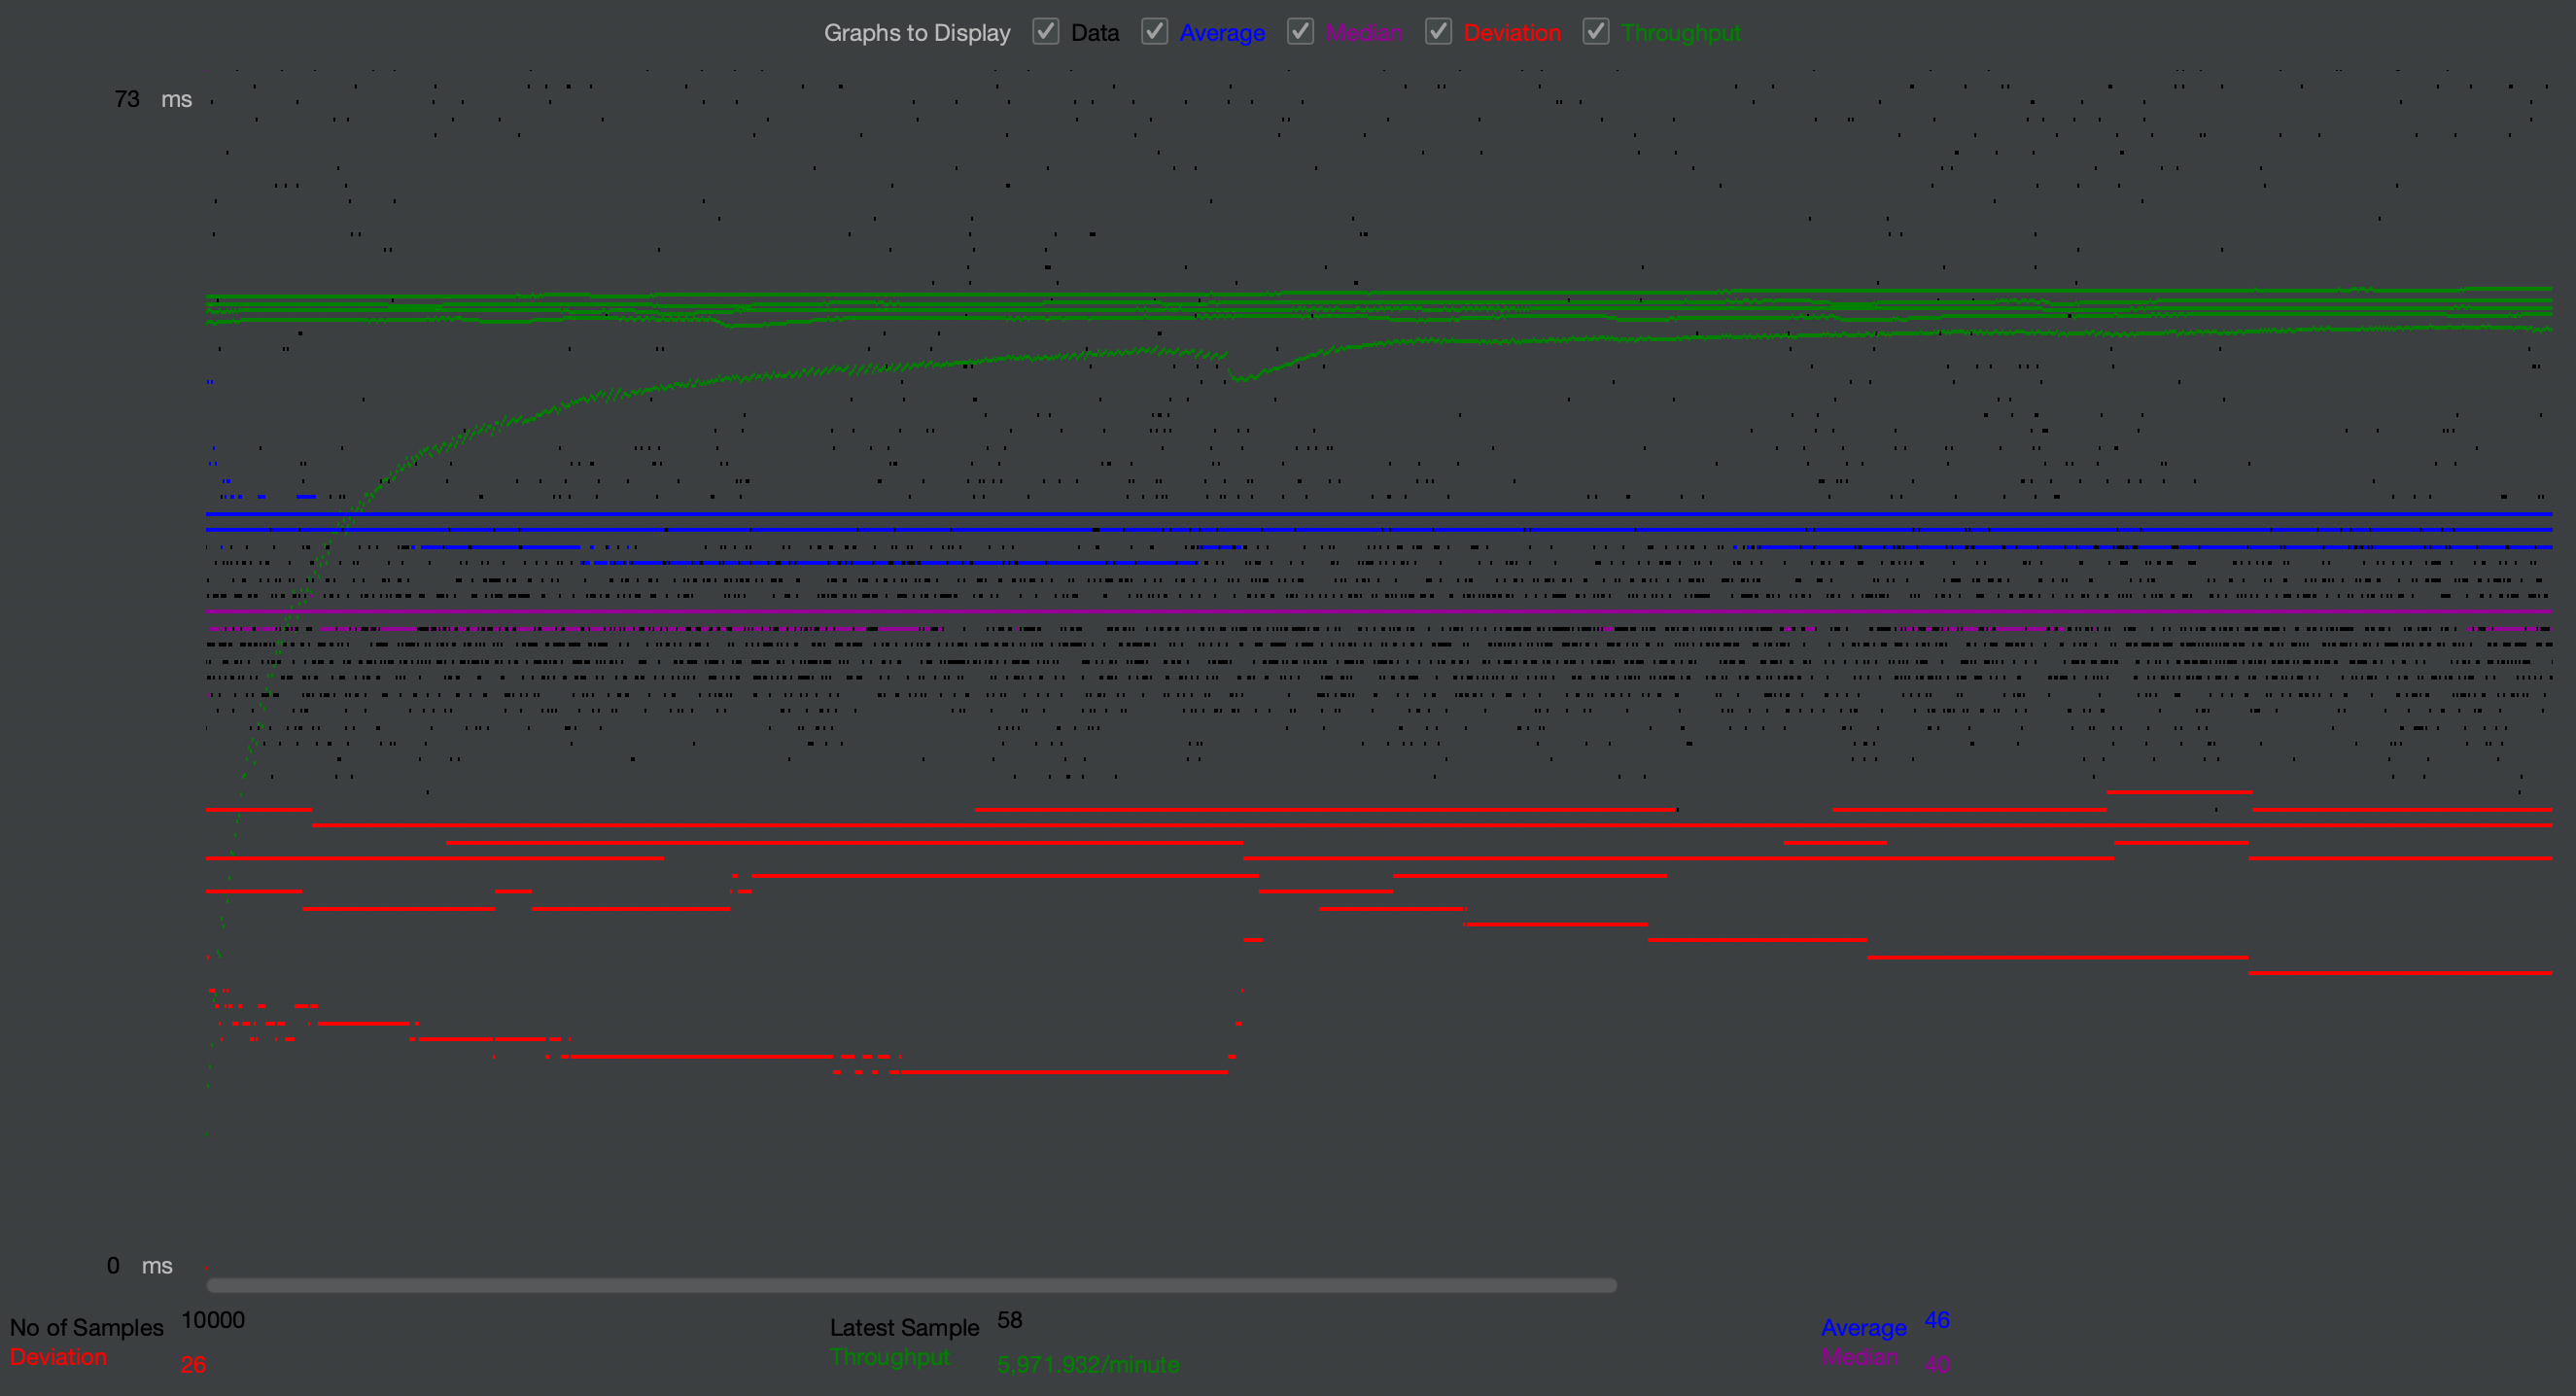 Graphs to Display Data Average Median Deviation Throughput
73 ms
0 ms
No of Samples 10000 Latest Sample 58 Average 46
Deviation 26 Throughput 5,971.932/minute Median 40